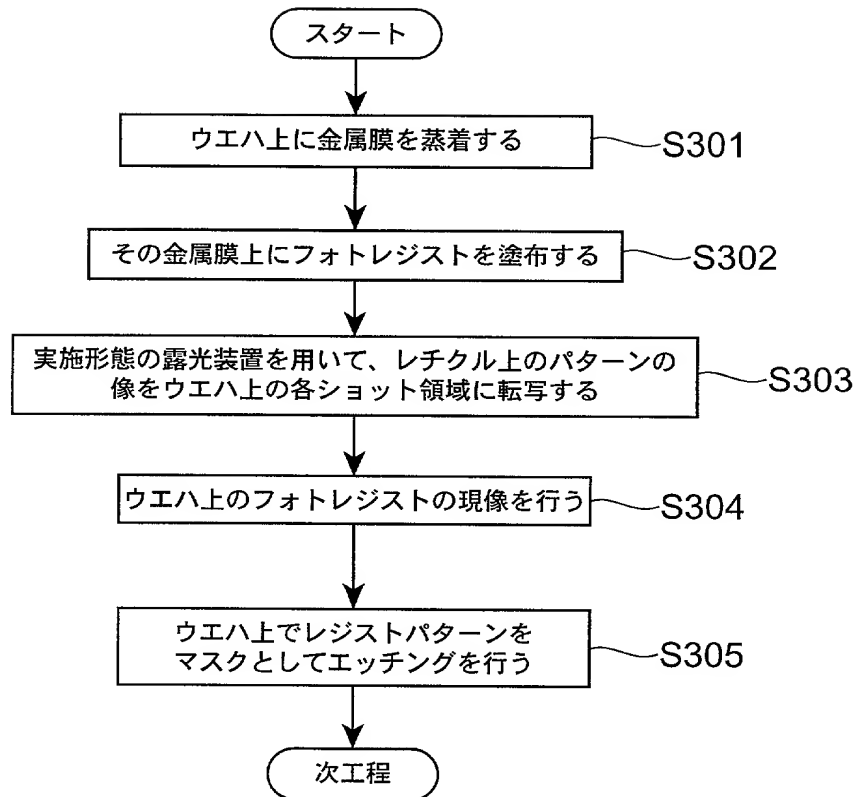 スタート
ウエハ上に金属膜を蒸着する
S301
その金属膜上にフォトレジストを塗布する
S302
実施形態の露光装置を用いて、レチクル上のパターンの
像をウエハ上の各ショット領域に転写する
S303
ウエハ上のフォトレジストの現像を行う
S304
ウエハ上でレジストパターンを
マスクとしてエッチングを行う
S305
次工程